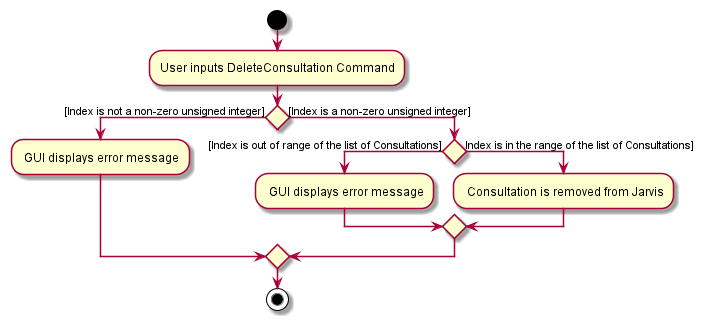 User inputs DeleteConsultation Command
[Index is not a non-zero unsigned integer]
[Index is a non-zero unsigned integer]
GUI displays error message
[Index is out of range of the list of Consultations]
[Index is in the range of the list of Consultations]
GUI displays error message
Consultation is removed from Jarvis